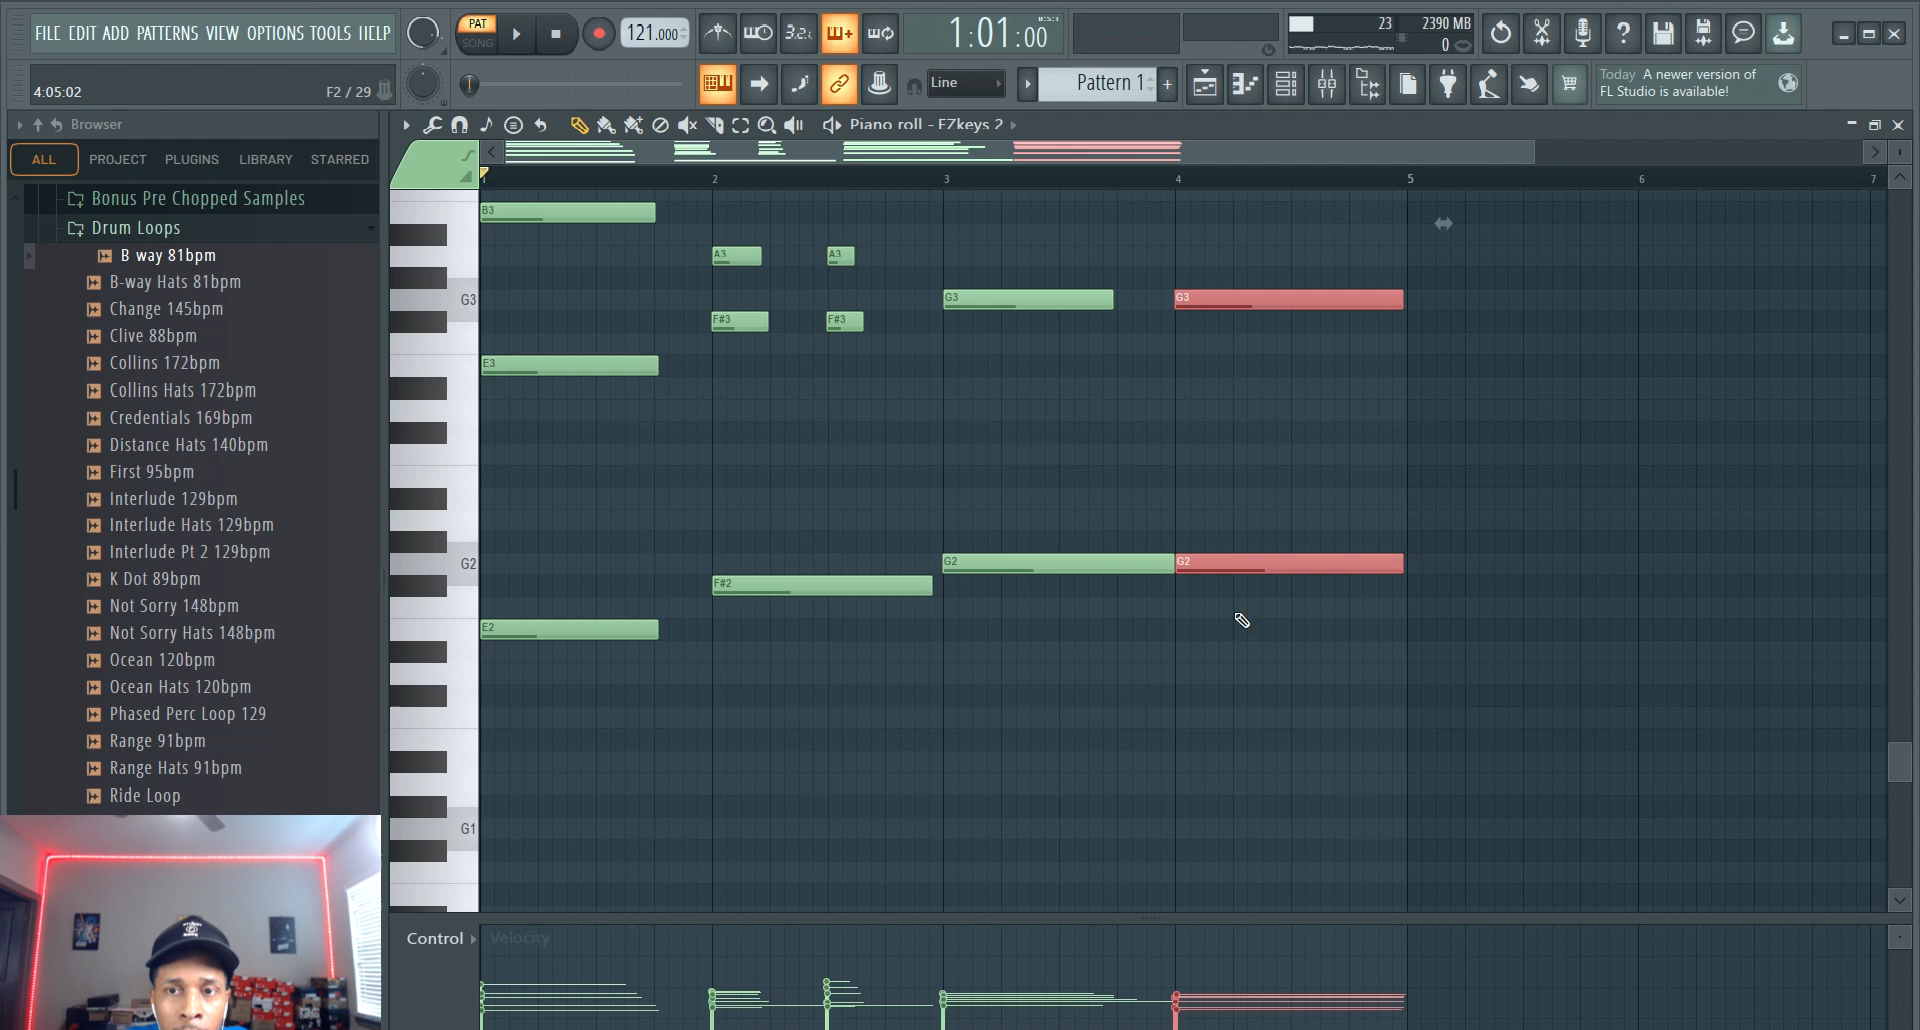 FILE EDIT ADD PATTERNS VIEW OPTIONS TOOLS HELP
PAT
SONG
121.000
3.2.
1:01:00
B:S:T
23
2390 MB
0
4:05:02
F2 / 29
Line
Pattern 1
+
Today A newer version of
FL Studio is available!
Browser
Piano roll - FZkeys 2
ALL
PROJECT
PLUGINS
LIBRARY
STARRED
1
2
3
4
5
6
7
Bonus Pre Chopped Samples
Drum Loops
B way 81bpm
B-way Hats 81bpm
Change 145bpm
Clive 88bpm
Collins 172bpm
Collins Hats 172bpm
Credentials 169bpm
Distance Hats 140bpm
First 95bpm
Interlude 129bpm
Interlude Hats 129bpm
Interlude Pt 2 129bpm
K Dot 89bpm
Not Sorry 148bpm
Not Sorry Hats 148bpm
Ocean 120bpm
Ocean Hats 120bpm
Phased Perc Loop 129
Range 91bpm
Range Hats 91bpm
Ride Loop
B3
A3
A3
G3
G3
G3
F#3
F#3
E3
G2
G2
G2
F#2
E2
G1
Control
Velocity